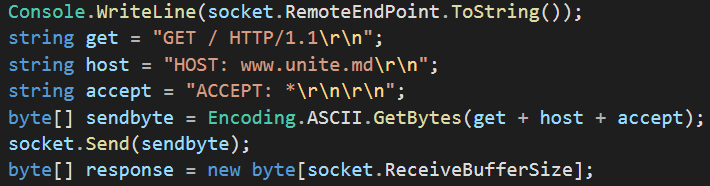 Console.WriteLine(socket.RemoteEndPoint.ToString());
string get = "GET / HTTP/1.1\r\n";
string host = "HOST: www.unite.md\r\n";
string accept = "ACCEPT: *\r\n\r\n";
byte[] sendbyte = Encoding.ASCII.GetBytes(get + host + accept);
socket.Send(sendbyte);
byte[] response = new byte[socket.ReceiveBufferSize];